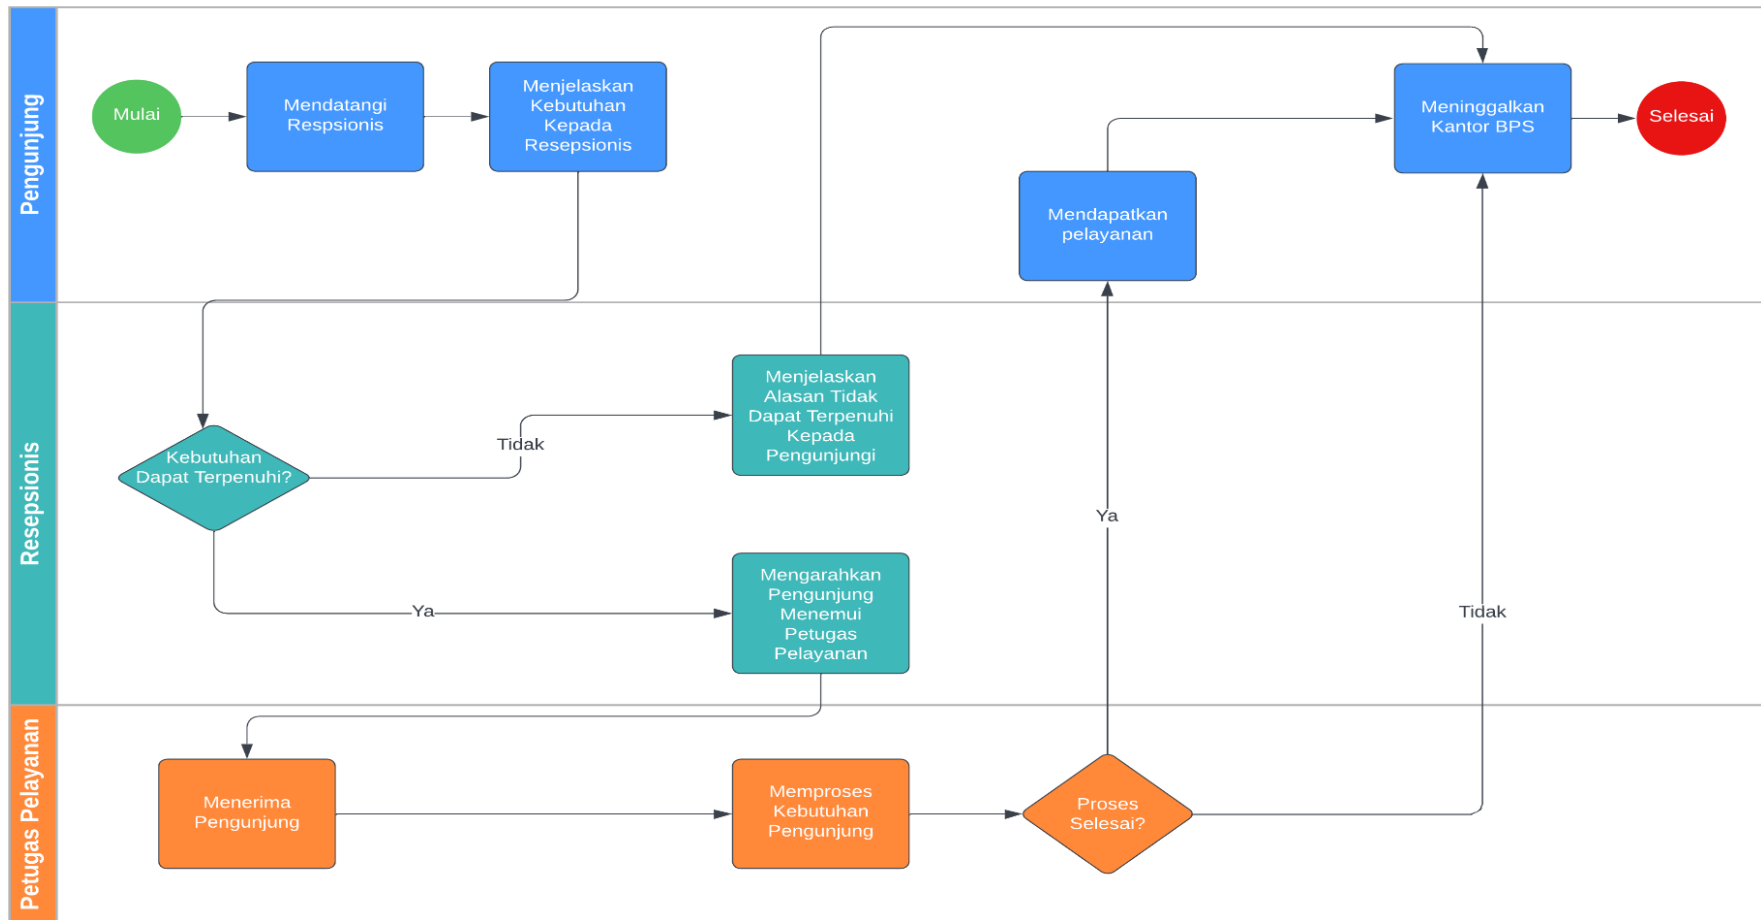 Pengunjung
Mulai
Mendatangi
Respsionis
Menjelaskan
Kebutuhan
Kepada
Resepsionis
Mendapatkan
pelayanan
Meninggalkan
Kantor BPS
Selesai
Resepsionis
Kebutuhan
Dapat Terpenuhi?
Tidak
Menjelaskan
Alasan Tidak
Dapat Terpenuhi
Kepada
Pengunjungi
Ya
Mengarahkan
Pengunjung
Menemui
Petugas
Pelayanan
Ya
Tidak
Petugas Pelayanan
Menerima
Pengunjung
Memproses
Kebutuhan
Pengunjung
Proses
Selesai?